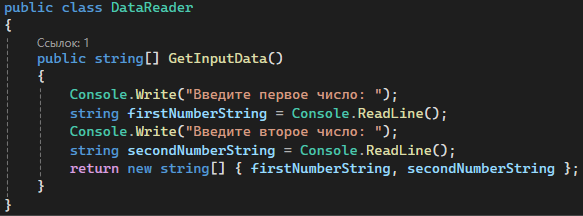 public class DataReader
{
Ссылок: 1
public string[] GetInputData()
{
Console.Write("Введите первое число: ");
string firstNumberString = Console.ReadLine();
Console.Write("Введите второе число: ");
string secondNumberString = Console.ReadLine();
return new string[] { firstNumberString, secondNumberString };
}
}